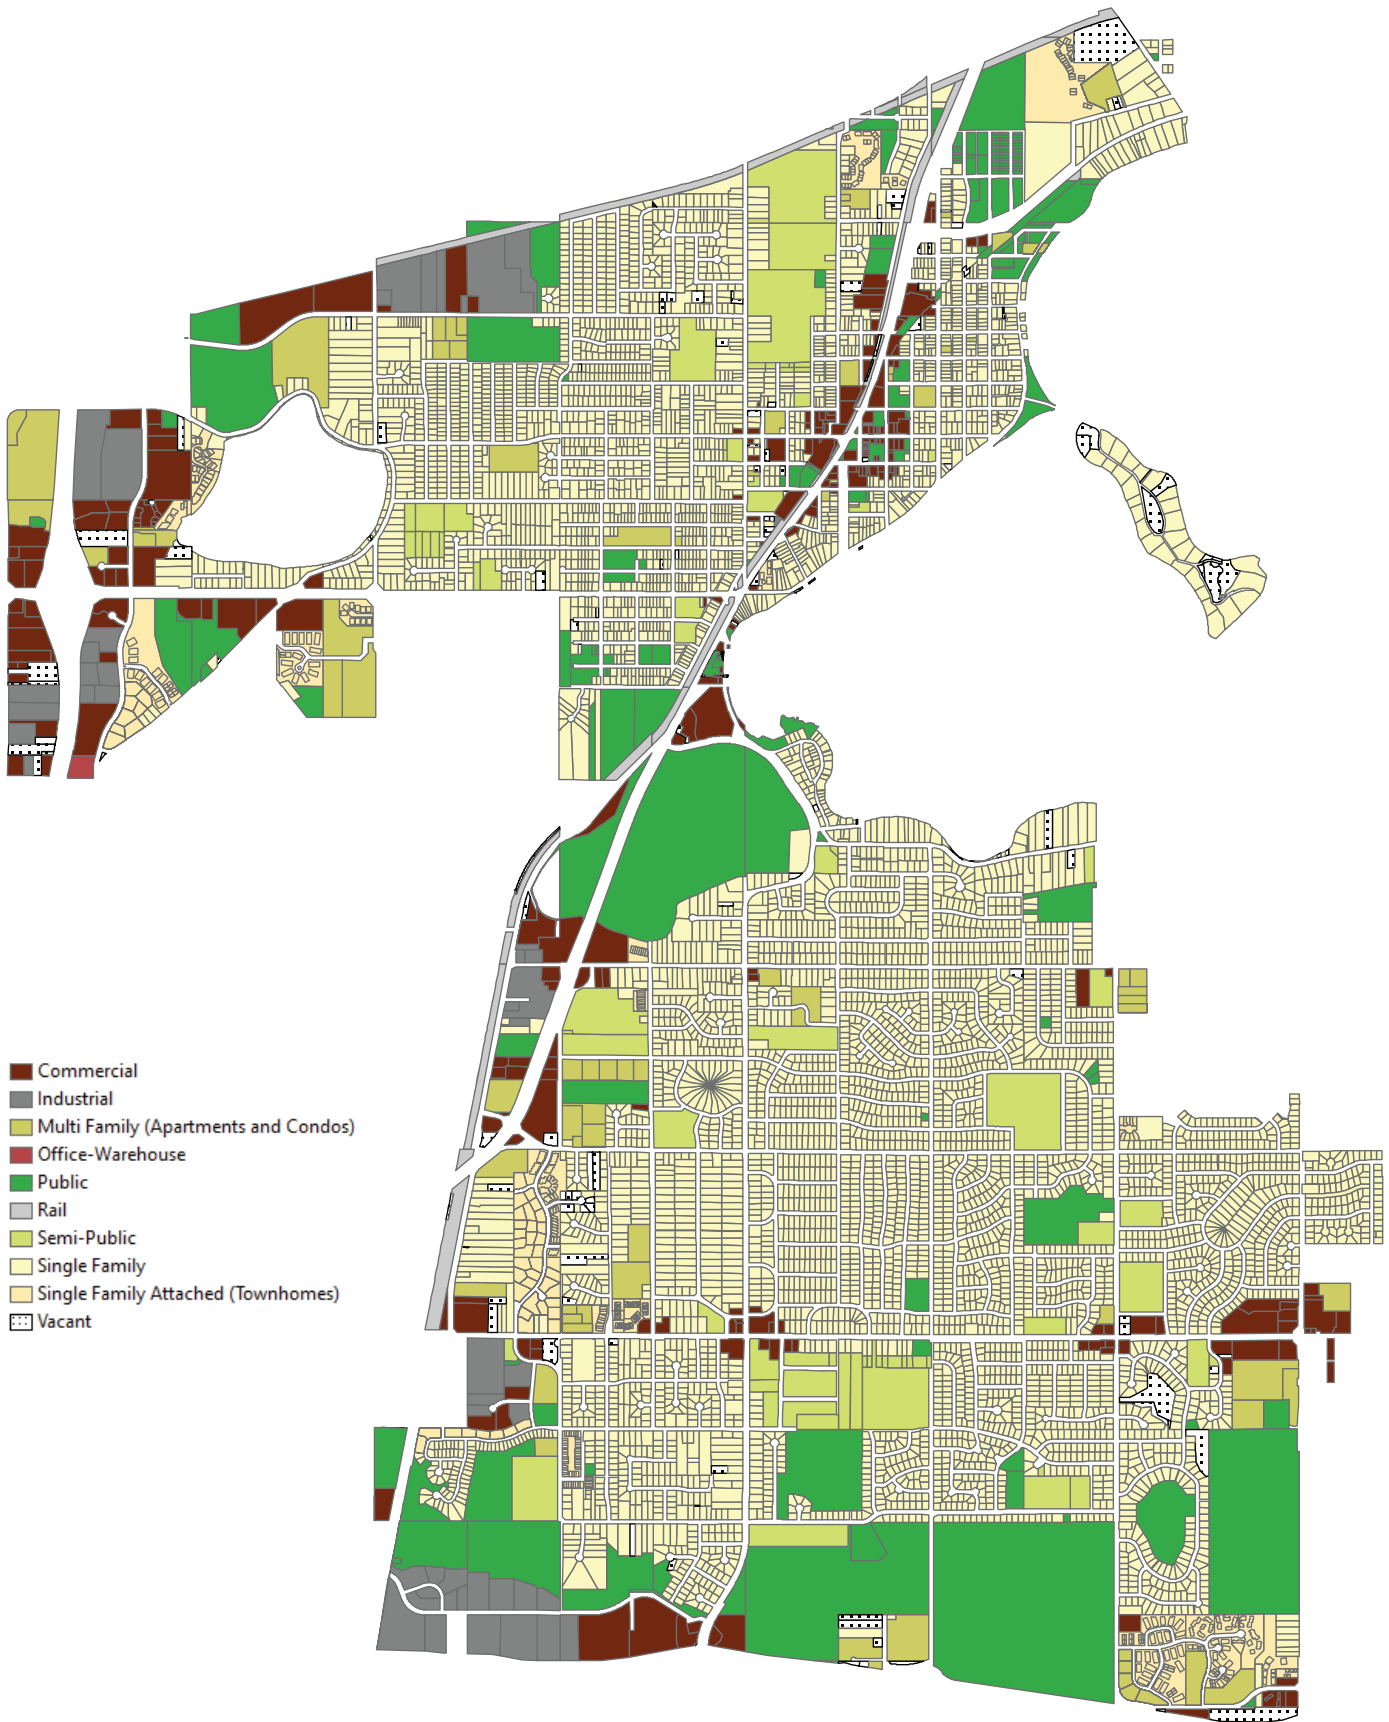 Commercial
Industrial
Multi Family (Apartments and Condos)
Office-Warehouse
Public
Rail
Semi-Public
Single Family
Single Family Attached (Townhomes)
Vacant